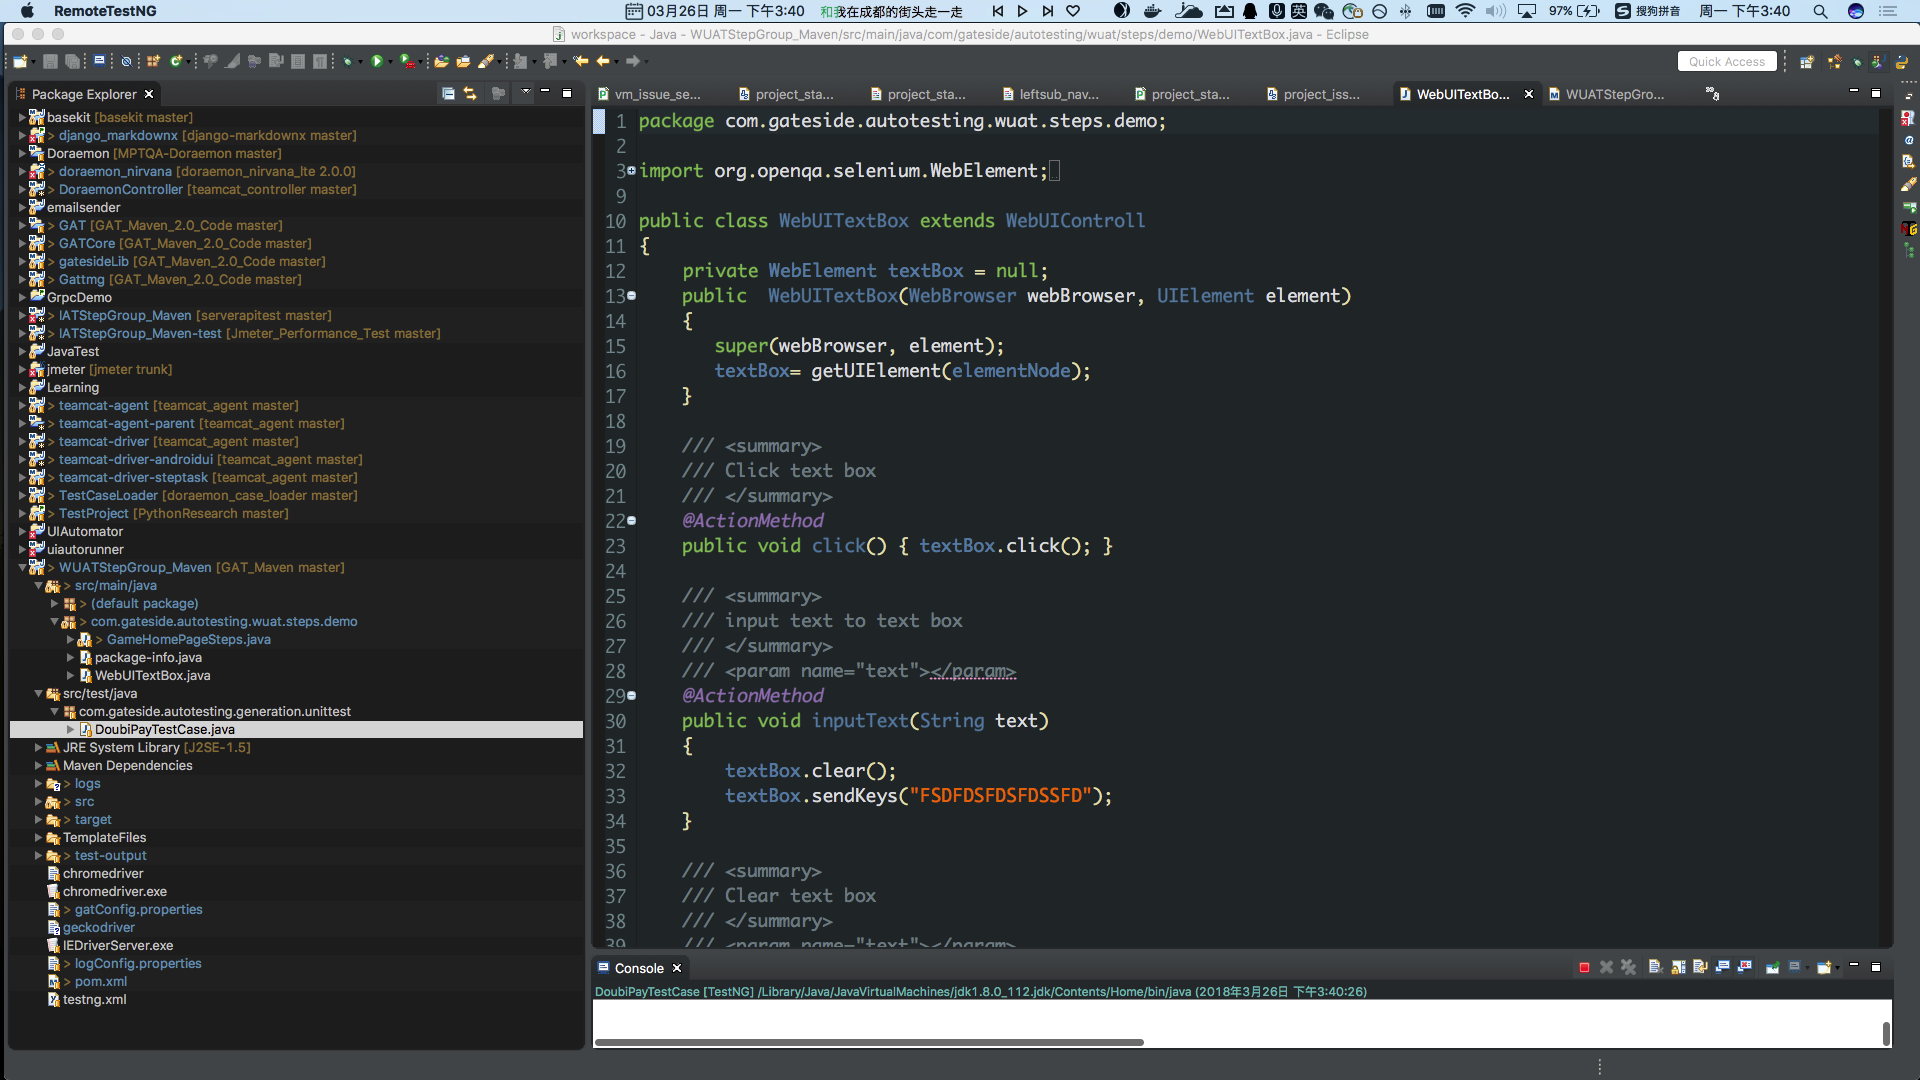 RemoteTestNG
03月26日 周一 下午3:40
和我在成都的街头走一走
英
97%
搜狗拼音
周一 下午3:40
workspace - Java - WUATStepGroup_Maven/src/main/java/com/gateside/autotesting/wuat/steps/demo/WebUITextBox.java - Eclipse
Quick Access
Package Explorer
vm_issue_se...
project_sta...
project_sta...
leftsub_nav...
project_sta...
project_iss...
WebUITextBo...
WUATStepGro...
basekit [basekit master]
> django_markdownx [django-markdownx master]
Doraemon [MPTQA-Doraemon master]
> doraemon_nirvana [doraemon_nirvana_lte 2.0.0]
> DoraemonController [teamcat_controller master]
emailsender
> GAT [GAT_Maven_2.0_Code master]
> GATCore [GAT_Maven_2.0_Code master]
> gatesideLib [GAT_Maven_2.0_Code master]
> Gattmg [GAT_Maven_2.0_Code master]
GrpcDemo
> IATStepGroup_Maven [serverapitest master]
> IATStepGroup_Maven-test [Jmeter_Performance_Test master]
JavaTest
jmeter [jmeter trunk]
Learning
> teamcat-agent [teamcat_agent master]
> teamcat-agent-parent [teamcat_agent master]
> teamcat-driver [teamcat_agent master]
> teamcat-driver-androidui [teamcat_agent master]
> teamcat-driver-steptask [teamcat_agent master]
> TestCaseLoader [doraemon_case_loader master]
> TestProject [PythonResearch master]
UIAutomator
uiautorunner
> WUATStepGroup_Maven [GAT_Maven master]
> src/main/java
> (default package)
> com.gateside.autotesting.wuat.steps.demo
> GameHomePageSteps.java
package-info.java
WebUITextBox.java
src/test/java
com.gateside.autotesting.generation.unittest
DoubiPayTestCase.java
JRE System Library [J2SE-1.5]
Maven Dependencies
> logs
> src
> target
TemplateFiles
> test-output
chromedriver
chromedriver.exe
> gatConfig.properties
geckodriver
IEDriverServer.exe
> logConfig.properties
> pom.xml
testng.xml
1 package com.gateside.autotesting.wuat.steps.demo;
2
3 import org.openqa.selenium.WebElement;
9
10 public class WebUITextBox extends WebUIControll
11 {
12 private WebElement textBox = null;
13 public  WebUITextBox(WebBrowser webBrowser, UIElement element)
14 {
15 super(webBrowser, element);
16 textBox= getUIElement(elementNode);
17 }
18
19 /// <summary>
20 /// Click text box
21 /// </summary>
22 @ActionMethod
23 public void click() { textBox.click(); }
24
25 /// <summary>
26 /// input text to text box
27 /// </summary>
28 /// <param name="text"></param>
29 @ActionMethod
30 public void inputText(String text)
31 {
32 textBox.clear();
33 textBox.sendKeys("FSDFDSFDSFDSSFD");
34 }
35
36 /// <summary>
37 /// Clear text box
38 /// </summary>
39 /// <param name="text"></param>
Console
DoubiPayTestCase [TestNG] /Library/Java/JavaVirtualMachines/jdk1.8.0_112.jdk/Contents/Home/bin/java (2018年3月26日 下午3:40:26)